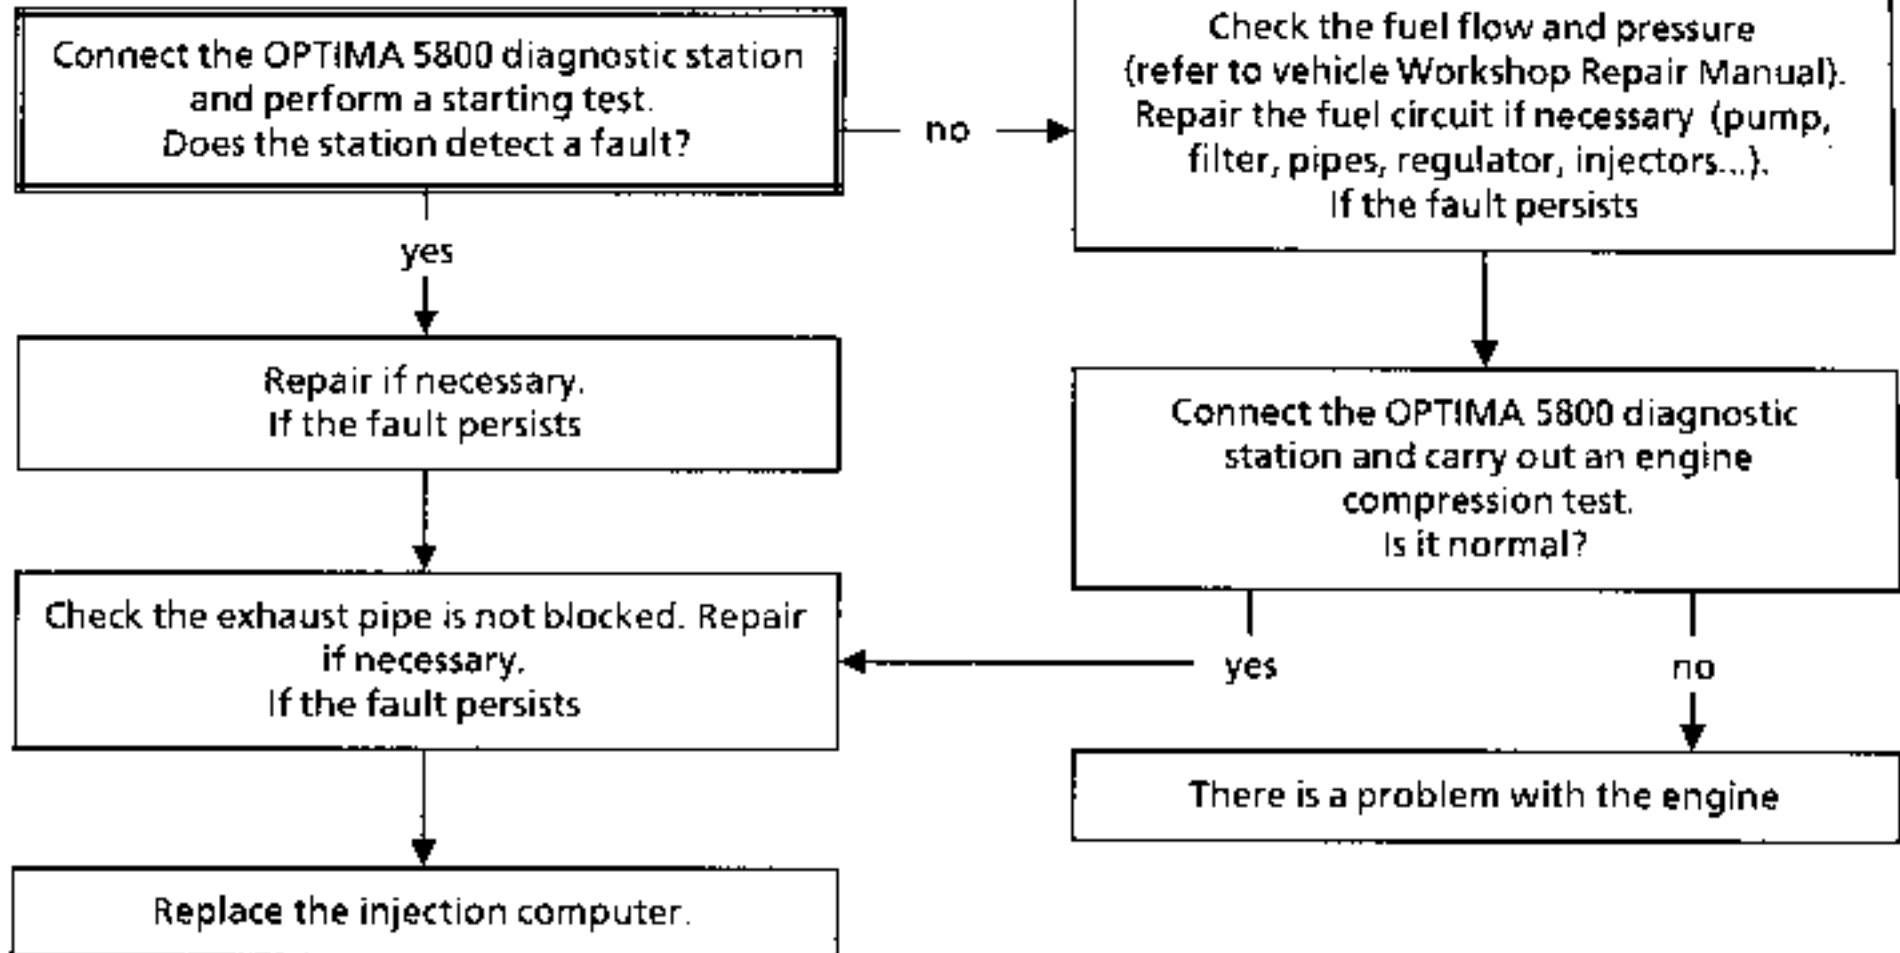 Connect the OPTIMA 5800 diagnostic station
and perform a starting test.
Does the station detect a fault?
no
Check the fuel flow and pressure
(refer to vehicle Workshop Repair Manual).
Repair the fuel circuit if necessary (pump,
filter, pipes, regulator, injectors...).
If the fault persists
yes
Repair if necessary.
If the fault persists
Connect the OPTIMA 5800 diagnostic
station and carry out an engine
compression test.
Is it normal?
Check the exhaust pipe is not blocked. Repair
if necessary.
If the fault persists
yes
no
There is a problem with the engine
Replace the injection computer.